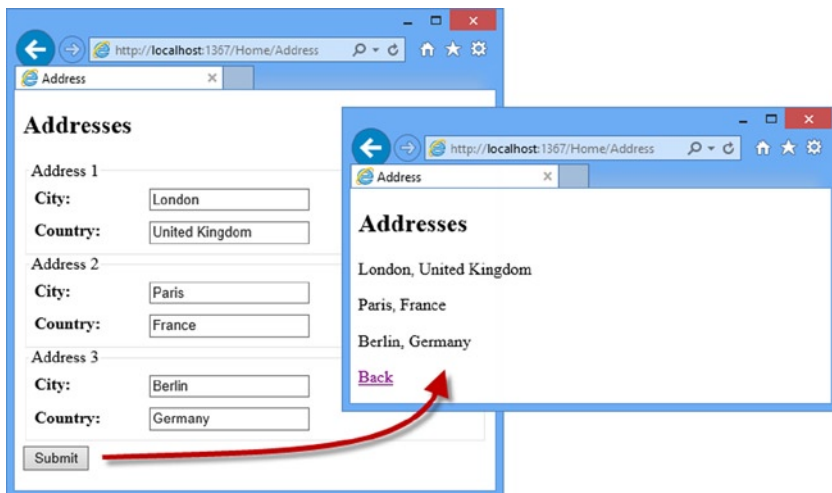 http://localhost:1367/Home/Address
Address
Addresses
Address 1
City: London
Country: United Kingdom
Address 2
City: Paris
Country: France
Address 3
City: Berlin
Country: Germany
Submit
http://localhost:1367/Home/Address
Address
Addresses
London, United Kingdom
Paris, France
Berlin, Germany
Back